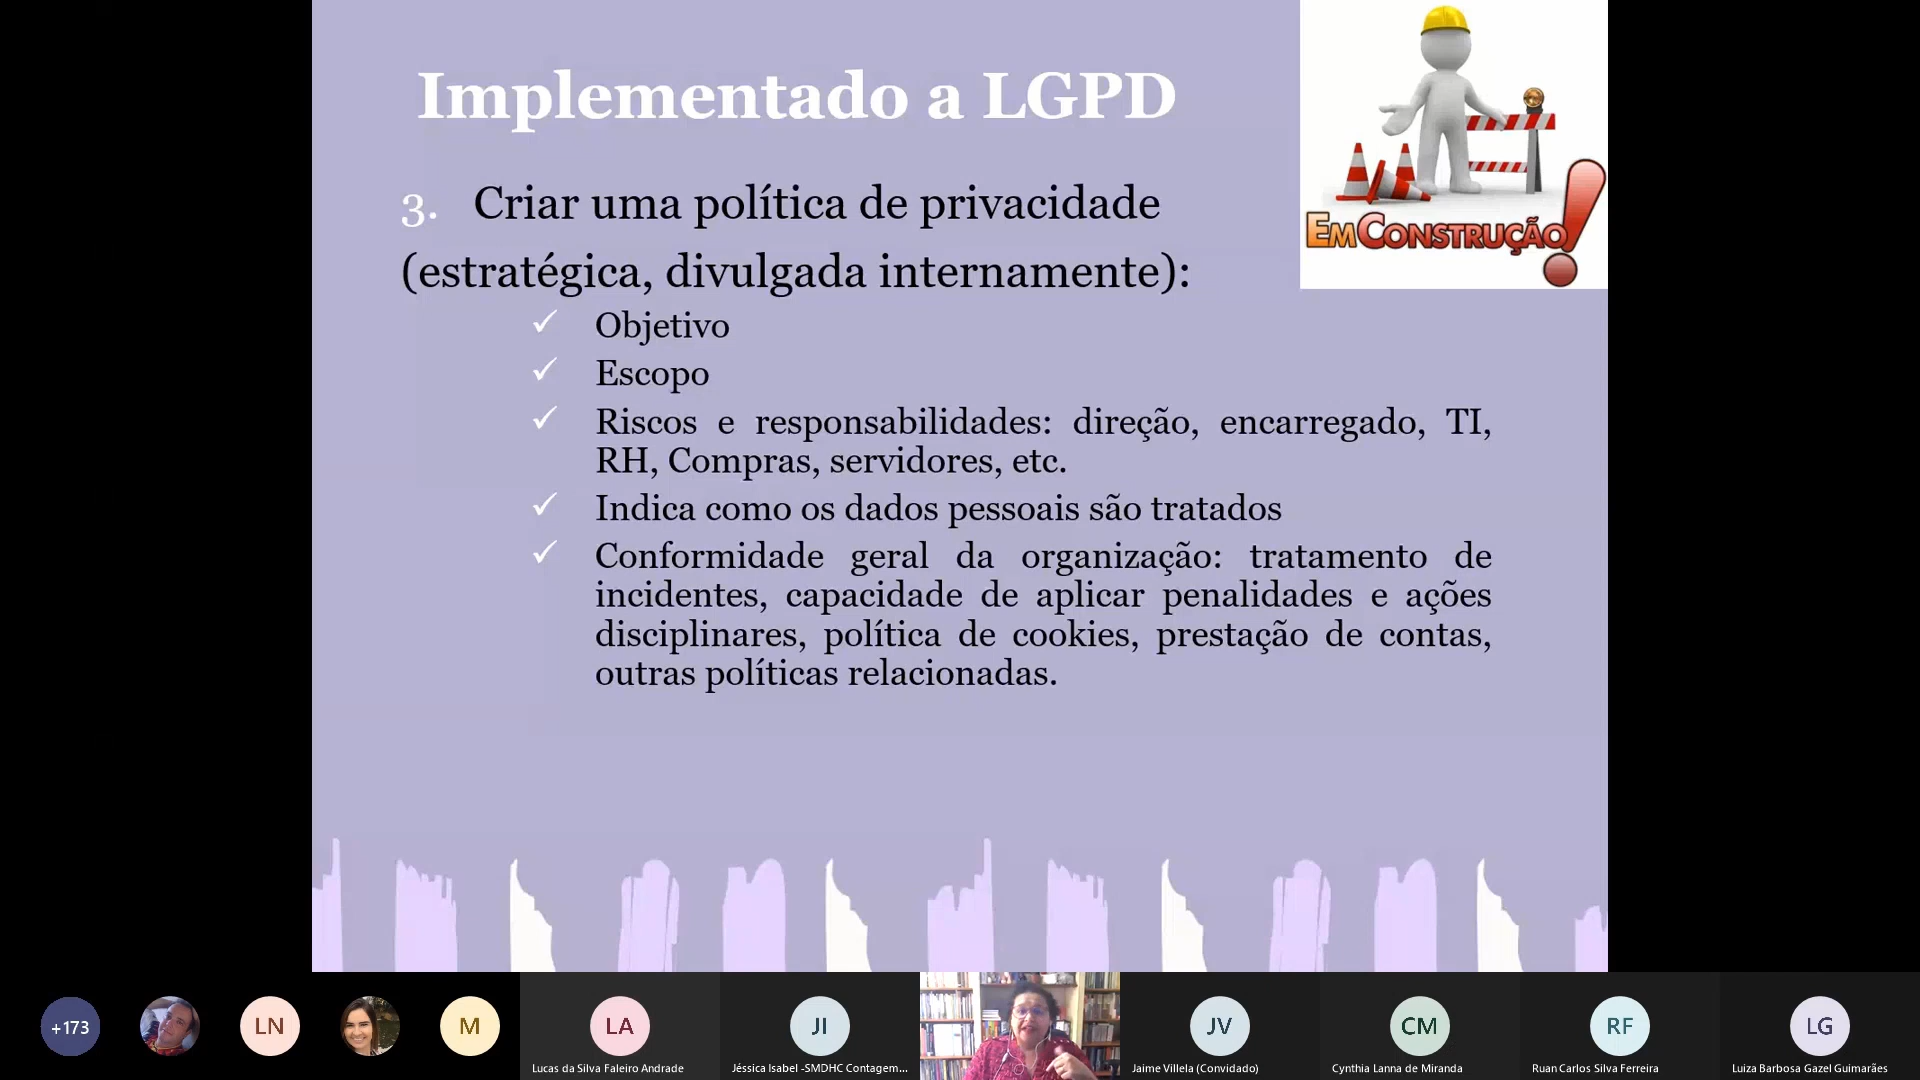 Implementado a LGPD
3. Criar uma política de privacidade
(estratégica, divulgada internamente):
Objetivo
Escopo
Riscos e responsabilidades: direção, encarregado, TI,
RH, Compras, servidores, etc.
Indica como os dados pessoais são tratados
Conformidade geral da organização: tratamento de
incidentes, capacidade de aplicar penalidades e ações
disciplinares, política de cookies, prestação de contas,
outras políticas relacionadas.
EmConstrução!
+173
LN
M
LA
Lucas da Silva Faleiro Andrade
JI
Jéssica Isabel -SMDHC Contagem...
JV
Jaime Villela (Convidado)
CM
Cynthia Lanna de Miranda
RF
Ruan Carlos Silva Ferreira
LG
Luiza Barbosa Gazel Guimarães